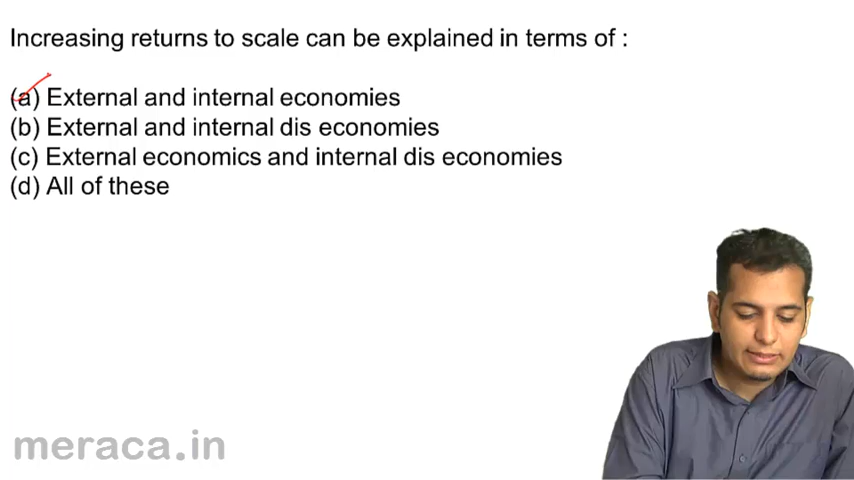 Increasing returns to scale can be explained in terms of :
(a) External and internal economies
(b) External and internal dis economies
(c) External economics and internal dis economies
(d) All of these
meraca.in